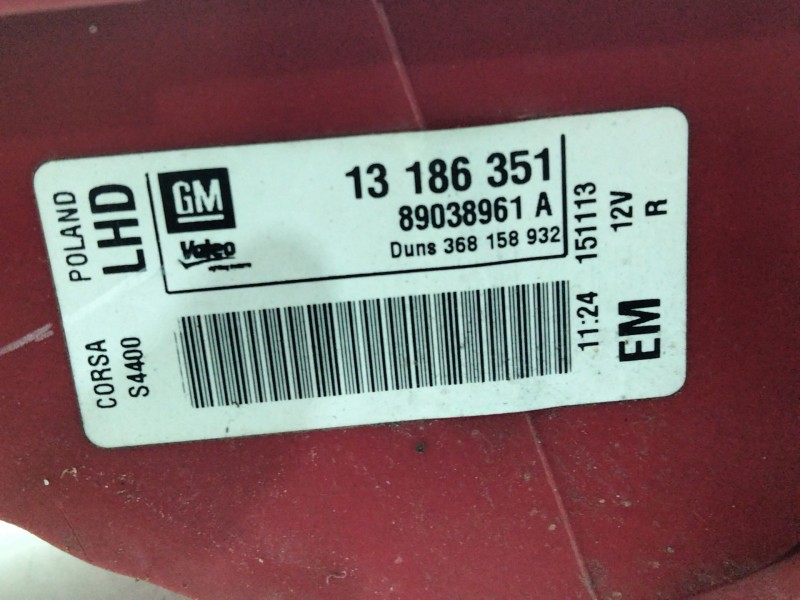 POLAND
LHD
CORSA
S4400
GM
Valeo
13 186 351
89038961 A
Duns 368 158 932
11:24 151113
12V
R
EM